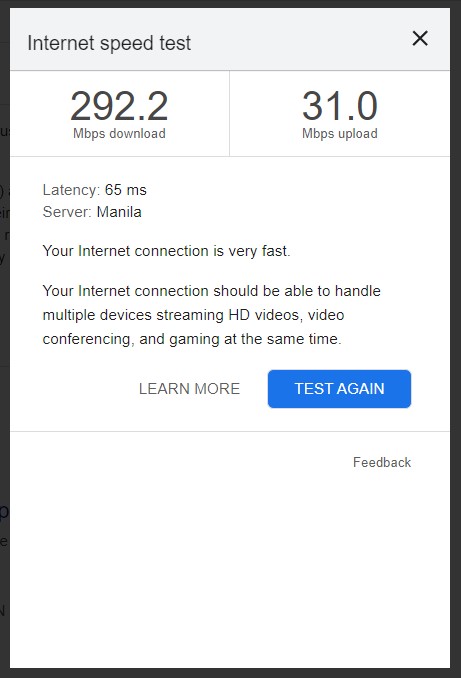 Internet speed test
292.2
Mbps download
31.0
Mbps upload
Latency: 65 ms
Server: Manila
Your Internet connection is very fast.
Your Internet connection should be able to handle
multiple devices streaming HD videos, video
conferencing, and gaming at the same time.
LEARN MORE
TEST AGAIN
Feedback